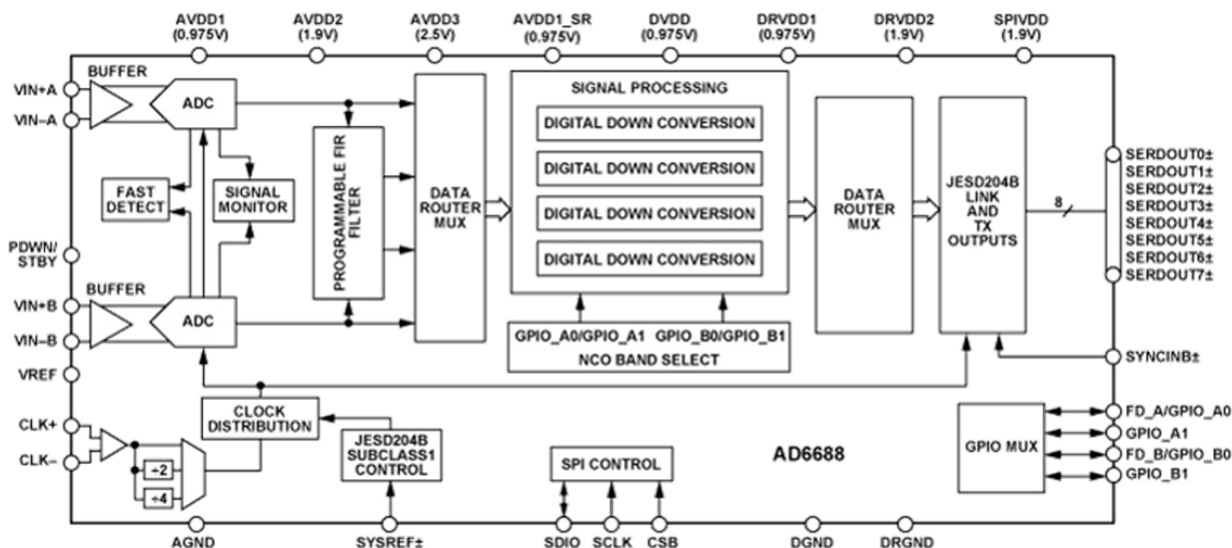 AVDD1
(0.975V)
AVDD2
(1.9V)
AVDD3
(2.5V)
AVDD1_SR
(0.975V)
DVDD
(0.975V)
DRVDD1
(0.975V)
DRVDD2
(1.9V)
SPIVDD
(1.9V)
BUFFER
VIN+A
VIN–A
ADC
FAST
DETECT
SIGNAL
MONITOR
PDWN/
STBY
BUFFER
VIN+B
VIN–B
ADC
VREF
PROGRAMMABLE FIR
FILTER
DATA
ROUTER
MUX
SIGNAL PROCESSING
DIGITAL DOWN CONVERSION
DIGITAL DOWN CONVERSION
DIGITAL DOWN CONVERSION
DIGITAL DOWN CONVERSION
GPIO_A0/GPIO_A1 GPIO_B0/GPIO_B1
NCO BAND SELECT
DATA
ROUTER
MUX
JESD204B
LINK
AND
TX
OUTPUTS
8
SERDOUT0±
SERDOUT1±
SERDOUT2±
SERDOUT3±
SERDOUT4±
SERDOUT5±
SERDOUT6±
SERDOUT7±
SYNCINB±
CLK+
CLK–
÷2
÷4
CLOCK
DISTRIBUTION
JESD204B
SUBCLASS1
CONTROL
SPI CONTROL
AD6688
GPIO MUX
FD_A/GPIO_A0
GPIO_A1
FD_B/GPIO_B0
GPIO_B1
AGND
SYSREF±
SDIO
SCLK
CSB
DGND
DRGND